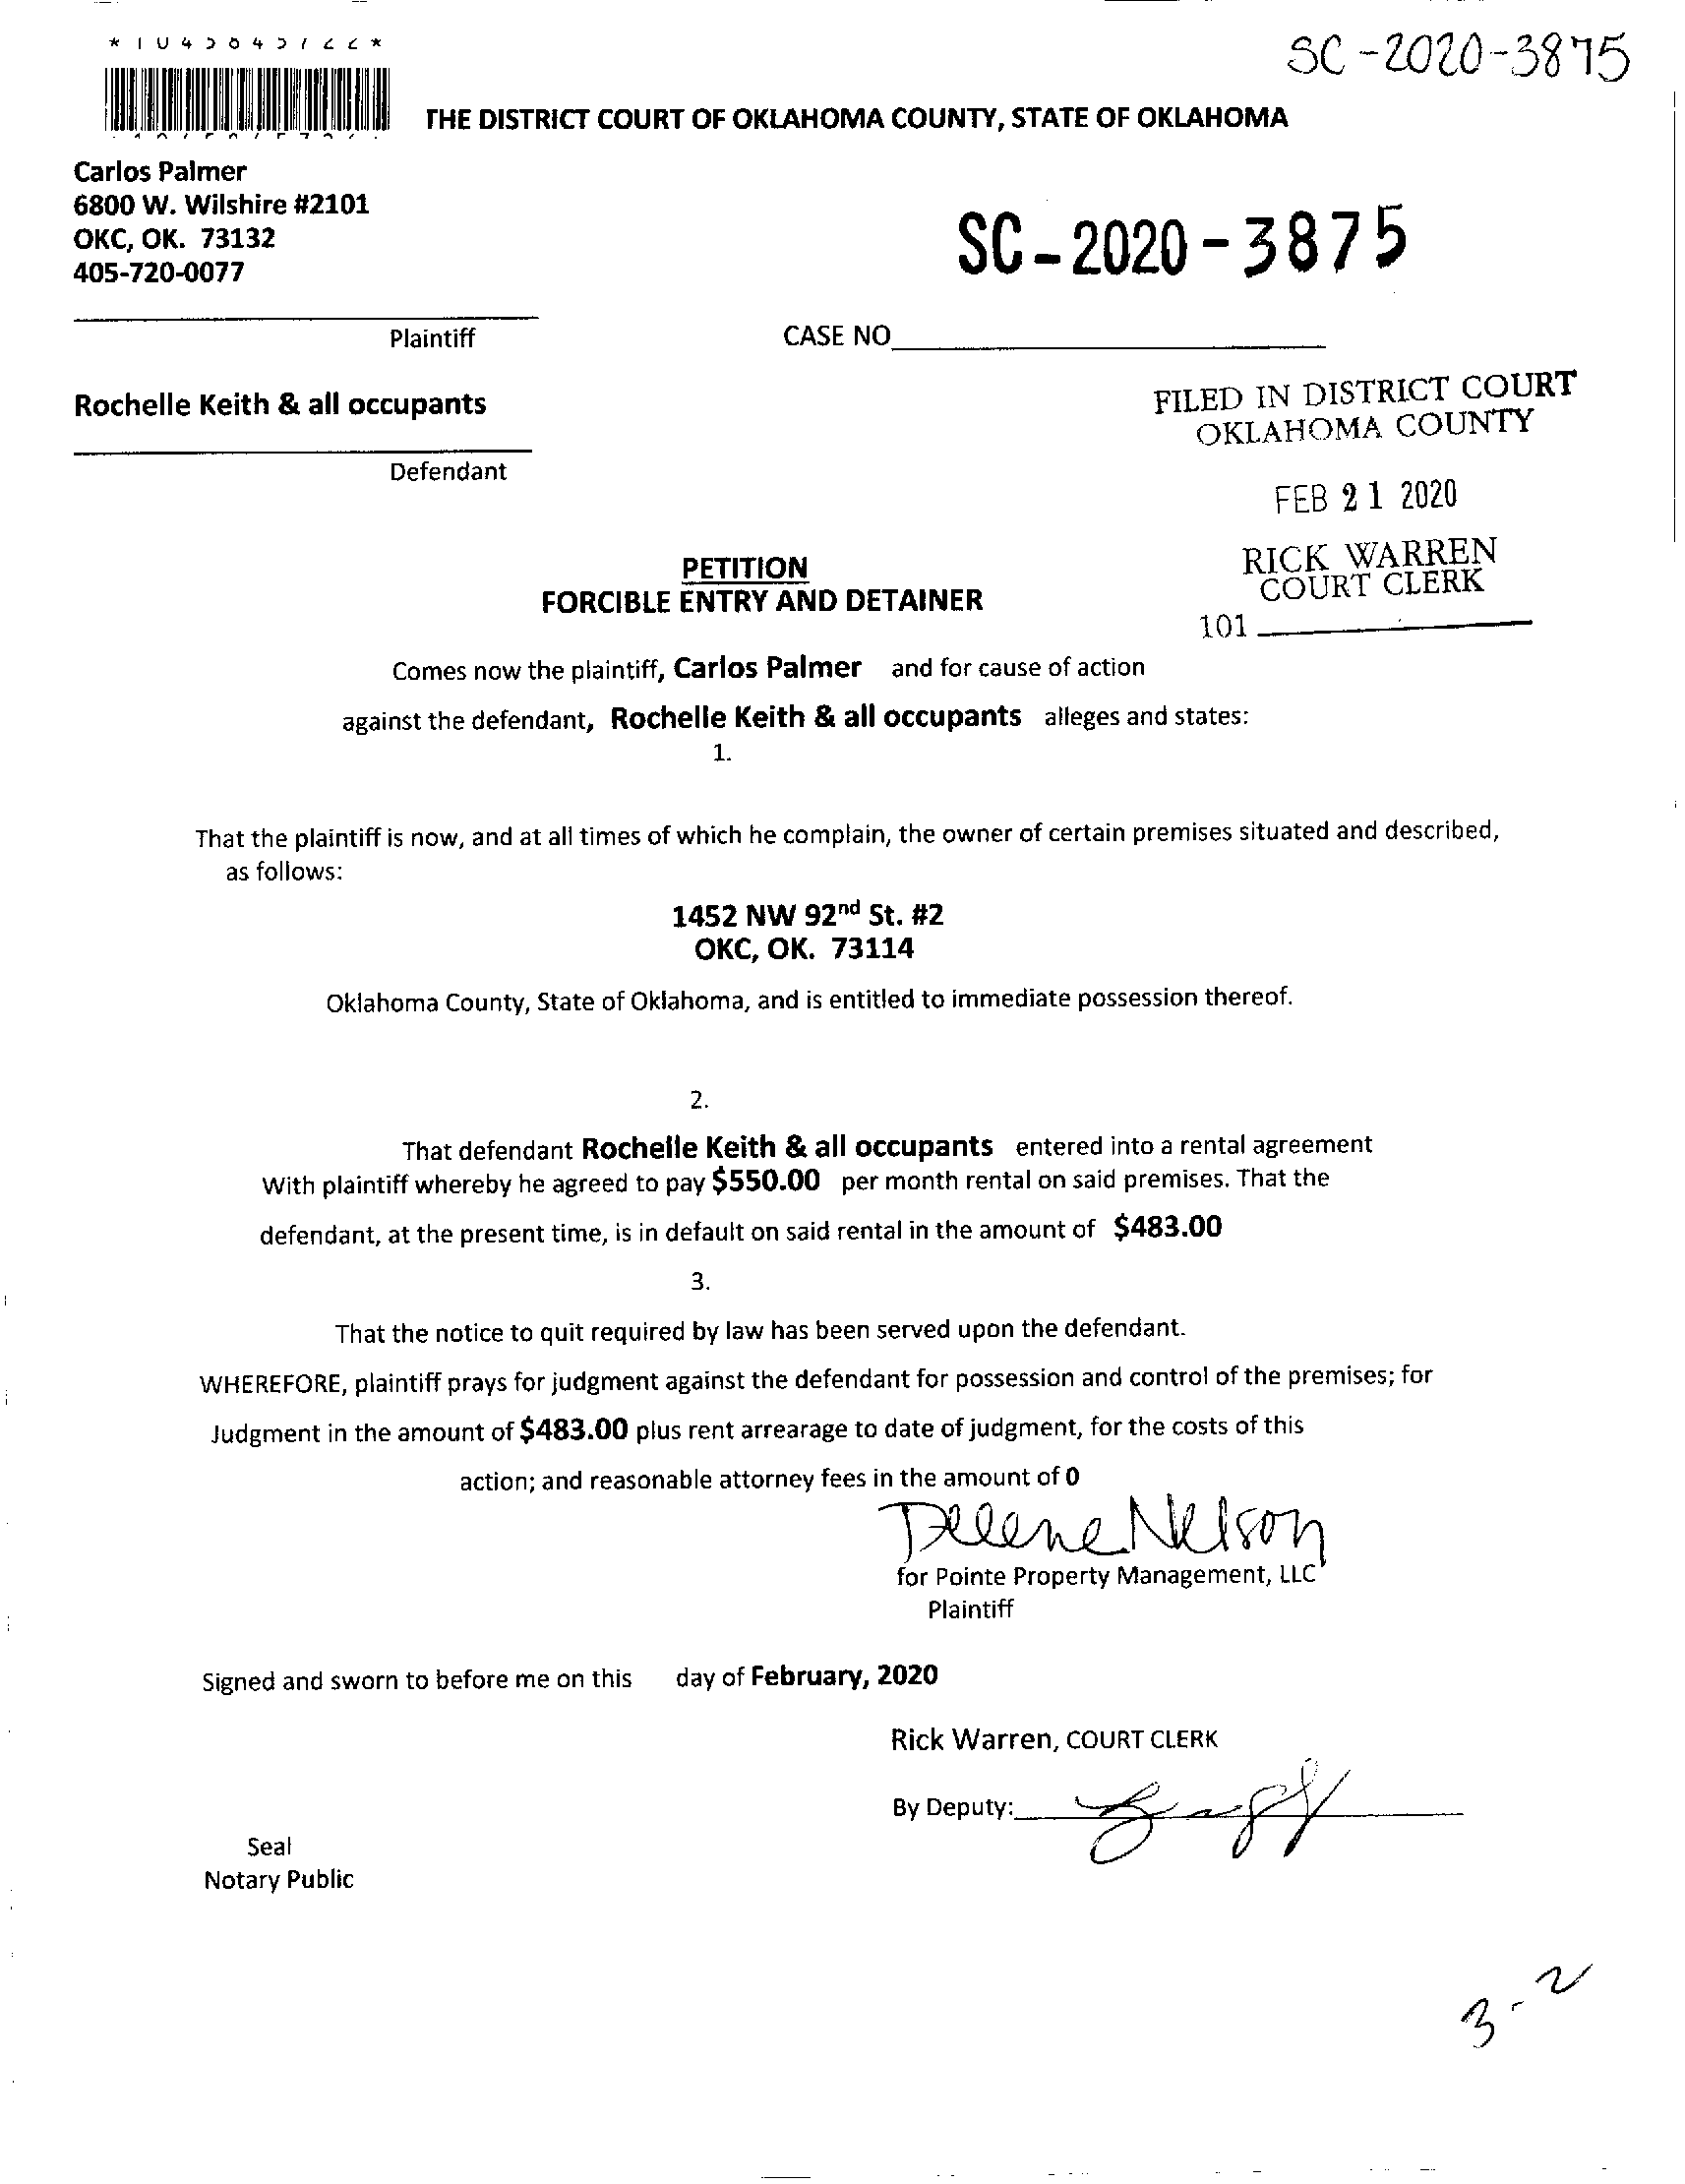 SC-2020-3875
THE DISTRICT COURT OF OKLAHOMA COUNTY, STATE OF OKLAHOMA
Carlos Palmer
6800 W. Wilshire #2101
OKC, OK. 73132
405-720-0077
SC-2020-3875
Plaintiff
CASE NO
Rochelle Keith & all occupants
FILED IN DISTRICT COURT
OKLAHOMA COUNTY
Defendant
FEB 21 2020
RICK WARREN
COURT CLERK
101
PETITION
FORCIBLE ENTRY AND DETAINER
Comes now the plaintiff, Carlos Palmer and for cause of action
against the defendant, Rochelle Keith & all occupants alleges and states:
1.
That the plaintiff is now, and at all times of which he complain, the owner of certain premises situated and described,
as follows:
1452 NW 92nd St. #2
OKC, OK. 73114
Oklahoma County, State of Oklahoma, and is entitled to immediate possession thereof.
2.
That defendant Rochelle Keith & all occupants entered into a rental agreement
With plaintiff whereby he agreed to pay $550.00 per month rental on said premises. That the
defendant, at the present time, is in default on said rental in the amount of $483.00
3.
That the notice to quit required by law has been served upon the defendant.
WHEREFORE, plaintiff prays for judgment against the defendant for possession and control of the premises; for
Judgment in the amount of $483.00 plus rent arrearage to date of judgment, for the costs of this
action; and reasonable attorney fees in the amount of 0
Delene Nelson
for Pointe Property Management, LLC
Plaintiff
Signed and sworn to before me on this day of February, 2020
Rick Warren, COURT CLERK
By Deputy:
Seal
Notary Public
3-2